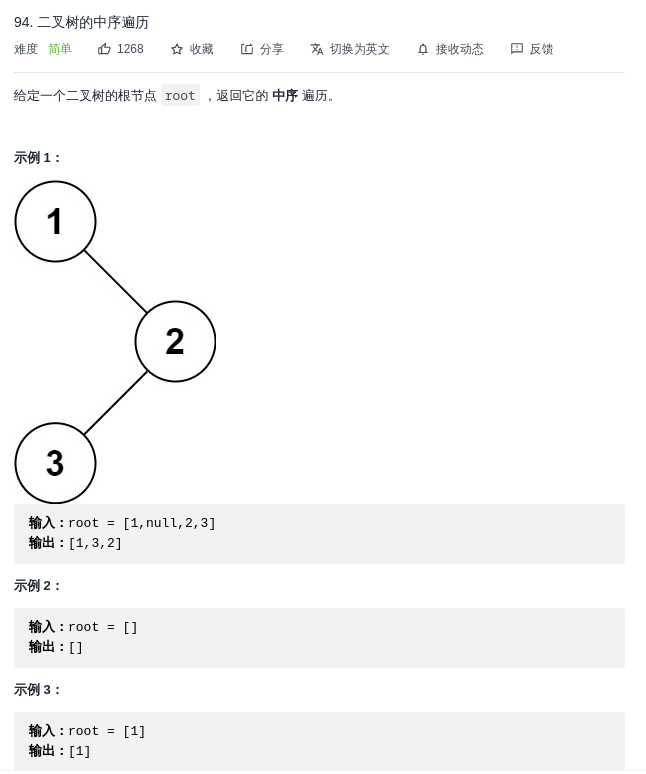 94. 二叉树的中序遍历
难度 简单 1268 收藏 分享 切换为英文 接收动态 反馈
给定一个二叉树的根节点 root ，返回它的 中序 遍历。
示例 1：
1
2
3
输入：root = [1,null,2,3]
输出：[1,3,2]
示例 2：
输入：root = []
输出：[]
示例 3：
输入：root = [1]
输出：[1]